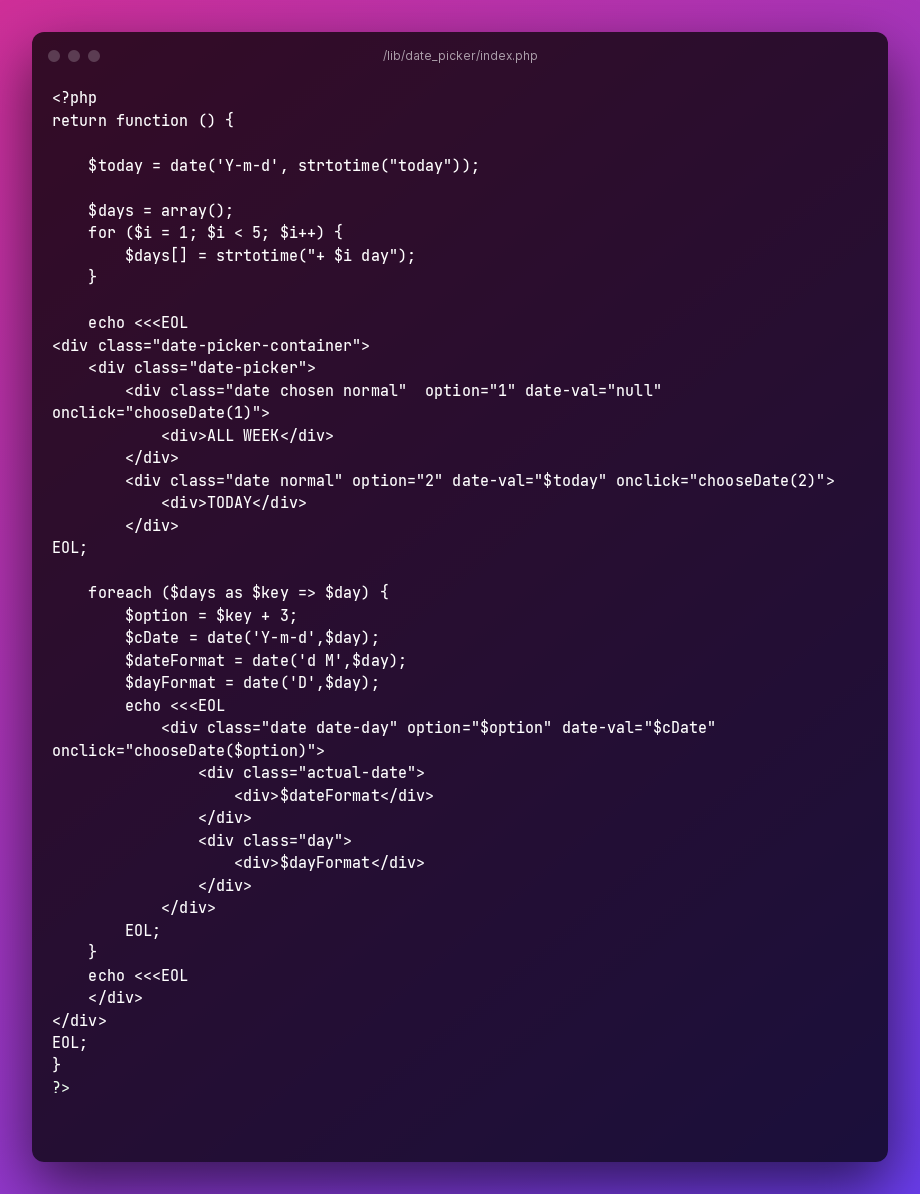 /lib/date_picker/index.php
<?php
return function () {

    $today = date('Y-m-d', strtotime("today"));

    $days = array();
    for ($i = 1; $i < 5; $i++) {
        $days[] = strtotime("+ $i day");
    }

    echo <<<EOL
<div class="date-picker-container">
    <div class="date-picker">
        <div class="date chosen normal"  option="1" date-val="null"
onclick="chooseDate(1)">
            <div>ALL WEEK</div>
        </div>
        <div class="date normal" option="2" date-val="$today" onclick="chooseDate(2)">
            <div>TODAY</div>
        </div>
EOL;

    foreach ($days as $key => $day) {
        $option = $key + 3;
        $cDate = date('Y-m-d',$day);
        $dateFormat = date('d M',$day);
        $dayFormat = date('D',$day);
        echo <<<EOL
            <div class="date date-day" option="$option" date-val="$cDate"
onclick="chooseDate($option)">
                <div class="actual-date">
                    <div>$dateFormat</div>
                </div>
                <div class="day">
                    <div>$dayFormat</div>
                </div>
            </div>
        EOL;
    }
    echo <<<EOL
    </div>
</div>
EOL;
}
?>